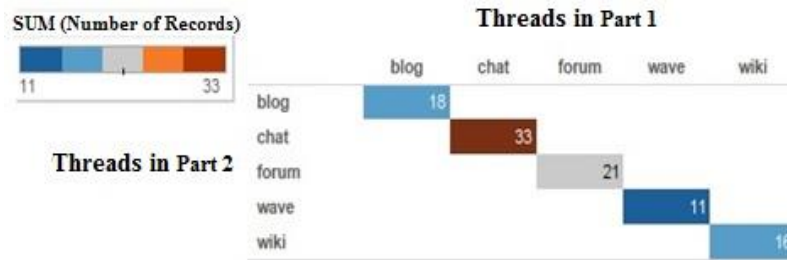 SUM (Number of Records)
11 33
Threads in Part 1
blog chat forum wave wiki
Threads in Part 2
blog 18
chat 33
forum 21
wave 11
wiki 16